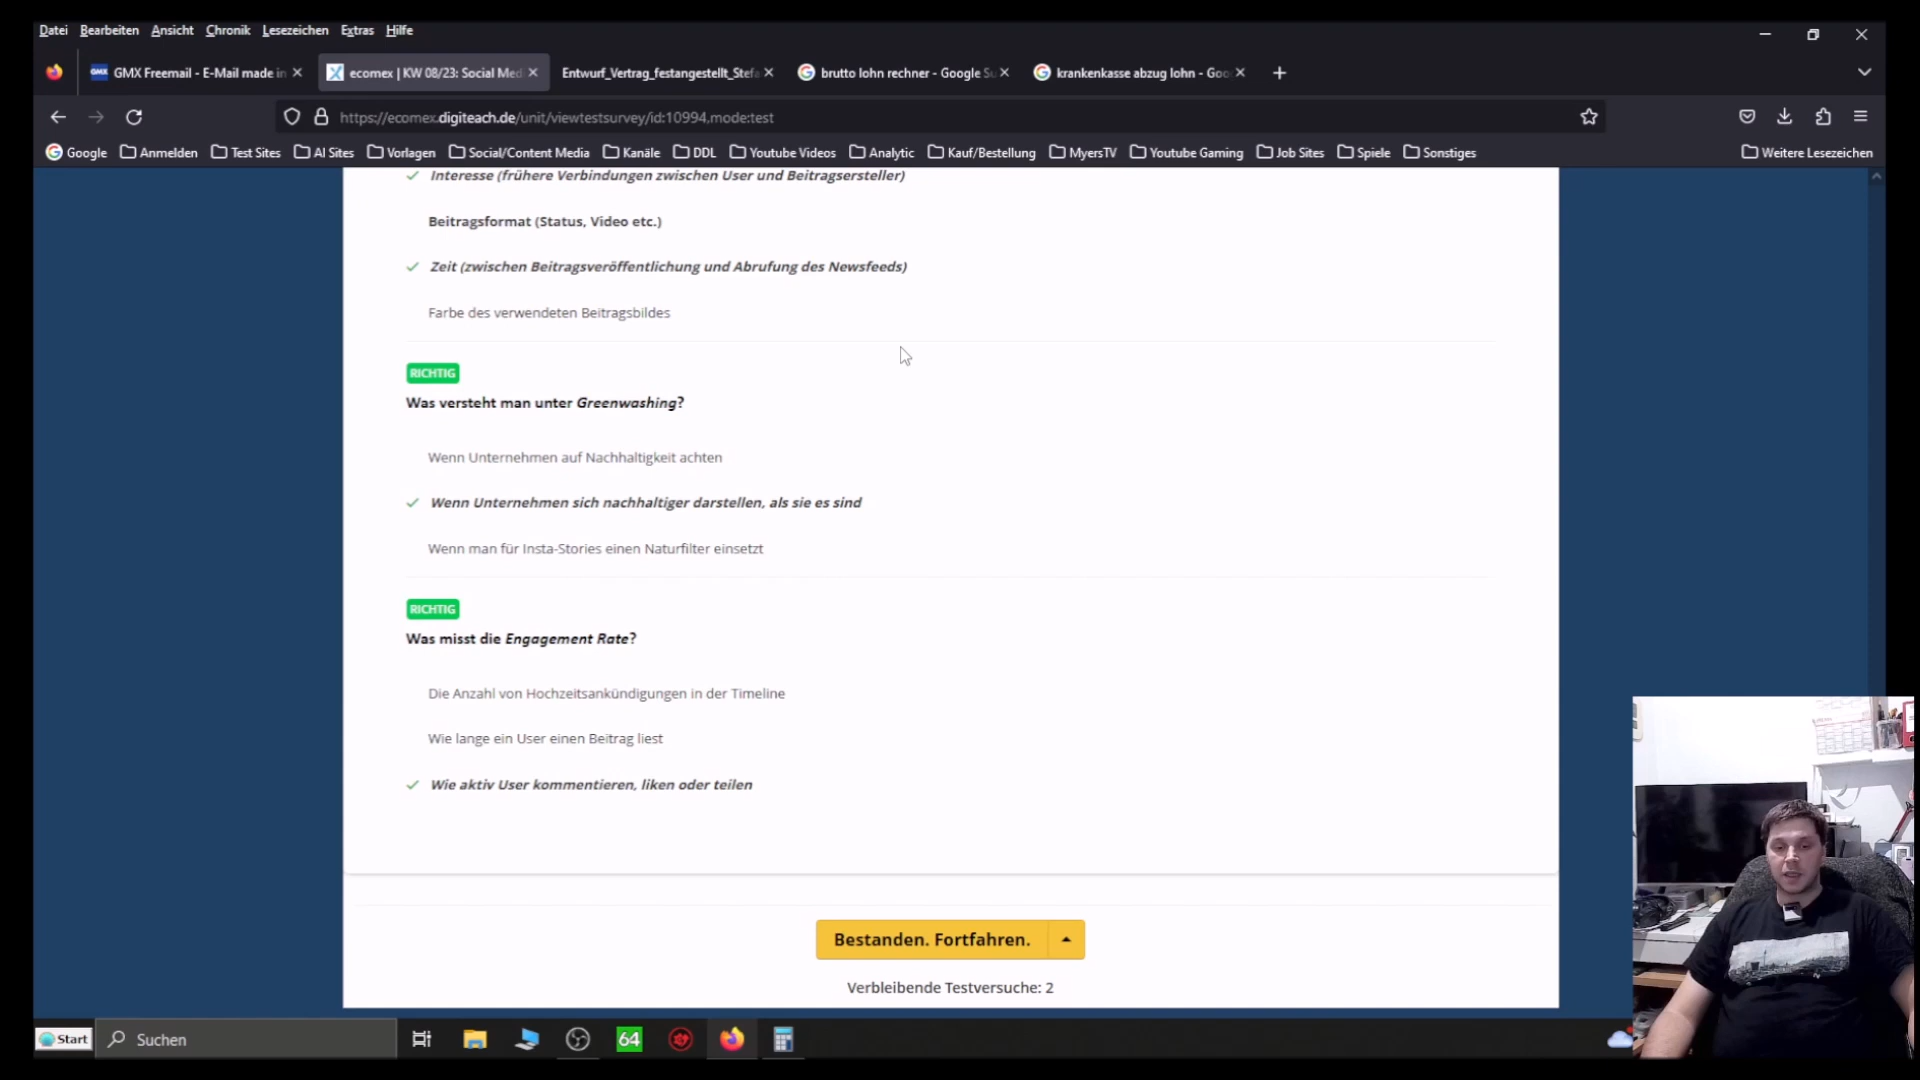 Datei Bearbeiten Ansicht Chronik Lesezeichen Extras Hilfe
GMX Freemail - E-Mail made in
ecomex | KW 08/23: Social Med
Entwurf_Vertrag_festangestellt_Stefa
brutto lohn rechner - Google Su
krankenkasse abzug lohn - Goo
https://ecomex.digiteach.de/unit/viewtestsurvey/id:10994,mode:test
Google Anmelden Test Sites AI Sites Vorlagen Social/Content Media Kanäle DDL Youtube Videos Analytic Kauf/Bestellung MyersTV Youtube Gaming Job Sites Spiele Sonstiges Weitere Lesezeichen
Interesse (frühere Verbindungen zwischen User und Beitragsersteller)
Beitragsformat (Status, Video etc.)
Zeit (zwischen Beitragsveröffentlichung und Abrufung des Newsfeeds)
Farbe des verwendeten Beitragsbildes
RICHTIG
Was versteht man unter Greenwashing?
Wenn Unternehmen auf Nachhaltigkeit achten
Wenn Unternehmen sich nachhaltiger darstellen, als sie es sind
Wenn man für Insta-Stories einen Naturfilter einsetzt
RICHTIG
Was misst die Engagement Rate?
Die Anzahl von Hochzeitsankündigungen in der Timeline
Wie lange ein User einen Beitrag liest
Wie aktiv User kommentieren, liken oder teilen
Bestanden. Fortfahren.
Verbleibende Testversuche: 2
Start Suchen 64